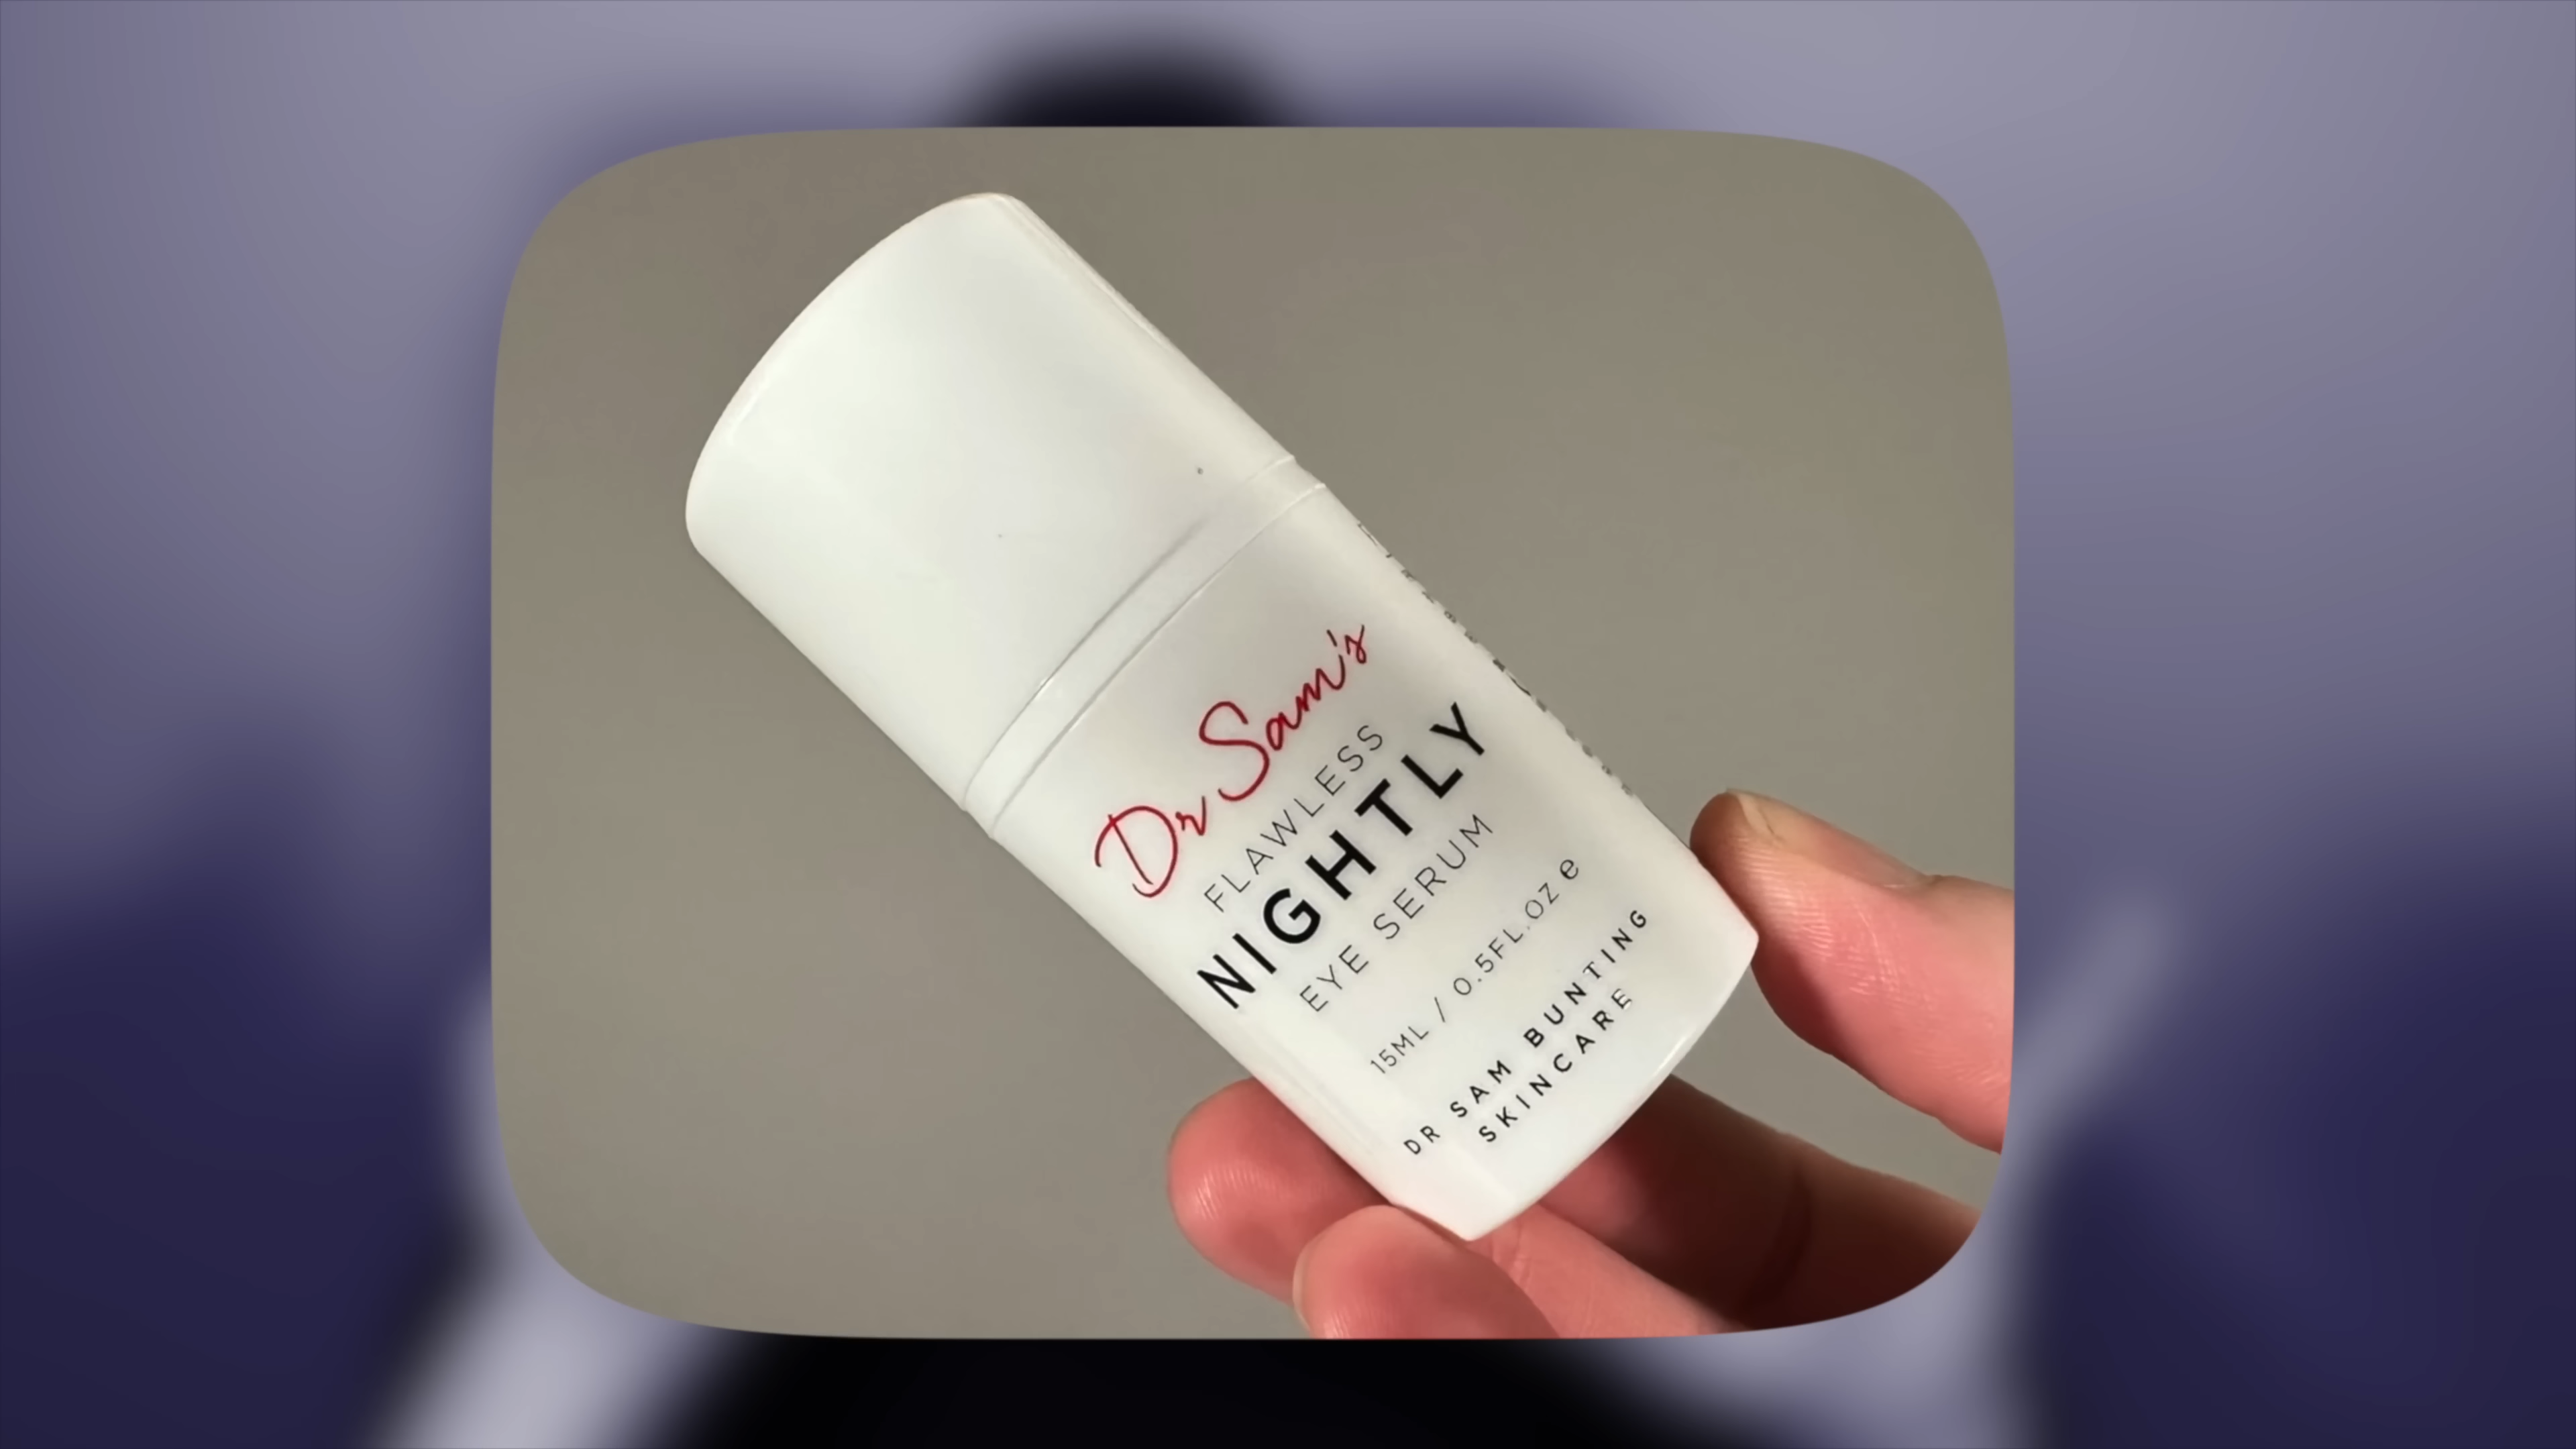 Dr Sam's
FLAWLESS
NIGHTLY
EYE SERUM
15ML / 0.5FL.OZ e
DR SAM BUNTING
SKINCARE